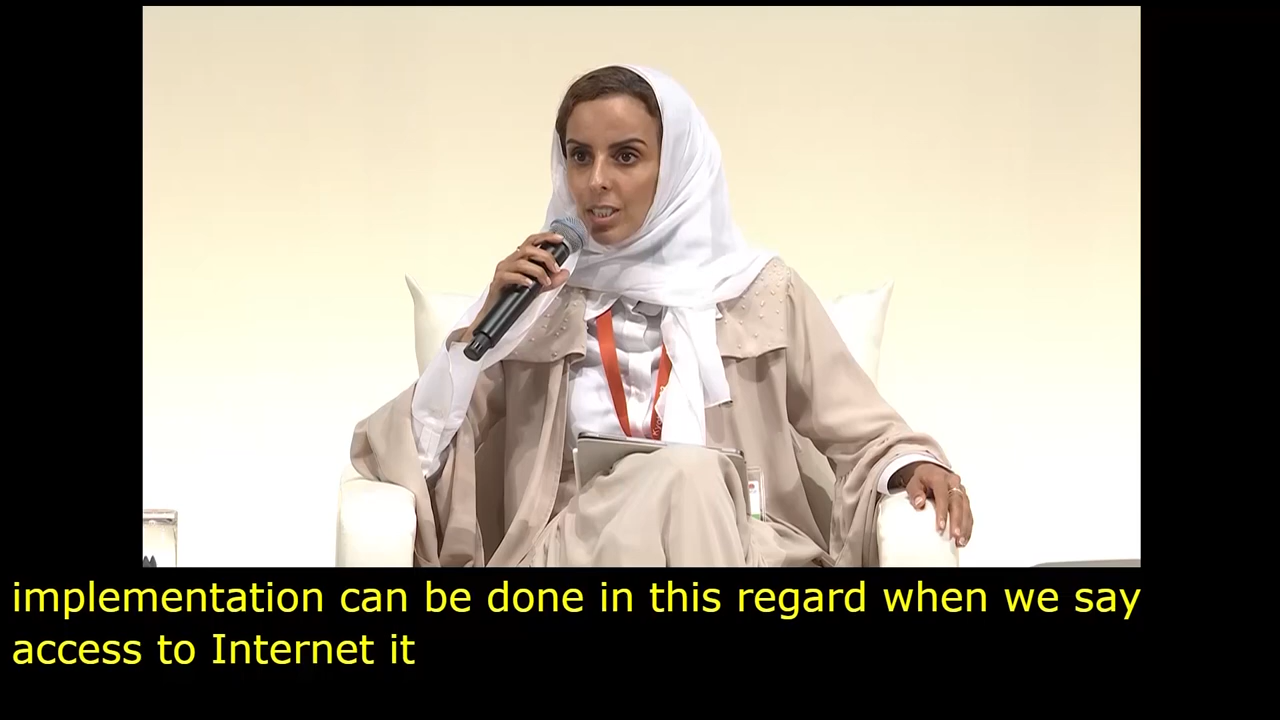 implementation can be done in this regard when we say
access to Internet it